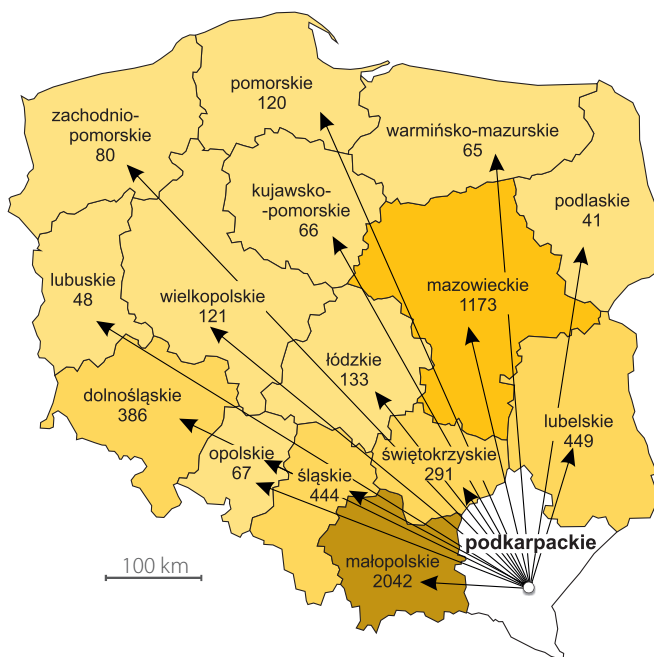 pomorskie
120
zachodnio-
pomorskie
80
warmińsko-mazurskie
65
kujawsko-
-pomorskie
66
podlaskie
41
lubuskie
48
wielkopolskie
121
mazowieckie
1173
łódzkie
133
dolnośląskie
386
lubelskie
449
opolskie
67
śląskie
444
świętokrzyskie
291
podkarpackie
małopolskie
2042
100 km